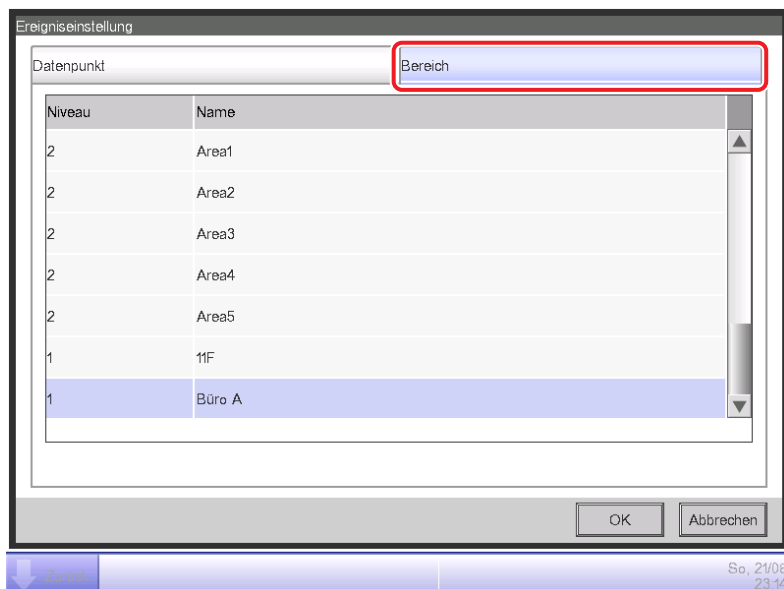 Ereigniseinstellung
Datenpunkt Bereich
Niveau Name
2 Area1
2 Area2
2 Area3
2 Area4
2 Area5
1 11F
1 Büro A
OK Abbrechen
Zurück So, 21/08
23:14